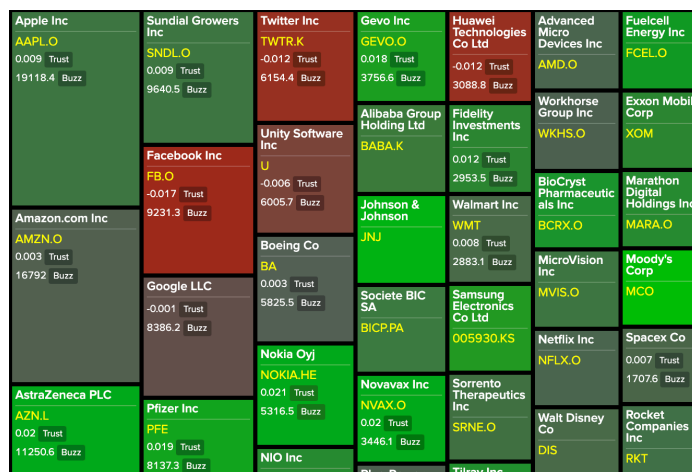 Apple Inc
AAPL.O
0.009 Trust
19118.4 Buzz
Amazon.com Inc
AMZN.O
0.003 Trust
16792 Buzz
AstraZeneca PLC
AZN.L
0.02 Trust
11250.6 Buzz
Sundial Growers
Inc
SNDL.O
0.009 Trust
9640.5 Buzz
Facebook Inc
FB.O
-0.017 Trust
9231.3 Buzz
Google LLC
-0.001 Trust
8386.2 Buzz
Pfizer Inc
PFE
0.019 Trust
8137.3 Buzz
Twitter Inc
TWTR.K
-0.012 Trust
6154.4 Buzz
Unity Software
Inc
U
-0.006 Trust
6005.7 Buzz
Boeing Co
BA
0.003 Trust
5825.5 Buzz
Nokia Oyj
NOKIA.HE
0.021 Trust
5316.5 Buzz
NIO Inc
Gevo Inc
GEVO.O
0.018 Trust
3756.6 Buzz
Alibaba Group
Holding Ltd
BABA.K
Johnson &
Johnson
JNJ
Societe BIC
SA
BICP.PA
Novavax Inc
NVAX.O
0.02 Trust
3446.1 Buzz
Huawei
Technologies
Co Ltd
-0.012 Trust
3088.8 Buzz
Fidelity
Investments
Inc
0.012 Trust
2953.5 Buzz
Walmart Inc
WMT
0.008 Trust
2883.1 Buzz
Samsung
Electronics
Co Ltd
005930.KS
Sorrento
Therapeutics
Inc
SRNE.O
Tilray Inc
Advanced
Micro
Devices Inc
AMD.O
Workhorse
Group Inc
WKHS.O
BioCryst
Pharmaceutic
als Inc
BCRX.O
MicroVision
Inc
MVIS.O
Netflix Inc
NFLX.O
Walt Disney
Co
DIS
Fuelcell
Energy Inc
FCEL.O
Exxon Mobil
Corp
XOM
Marathon
Digital
Holdings Inc
MARA.O
Moody's
Corp
MCO
Spacex Co
0.007 Trust
1707.6 Buzz
Rocket
Companies
Inc
RKT